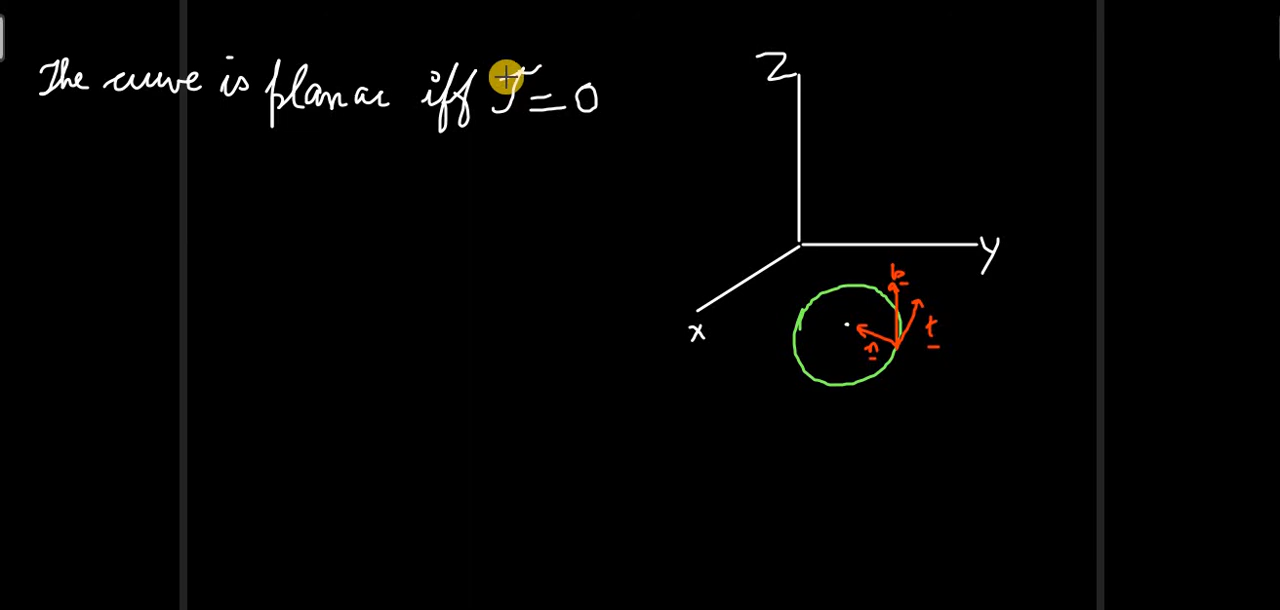 The curve is planar iff τ = 0
Z
y
x
b
t
n